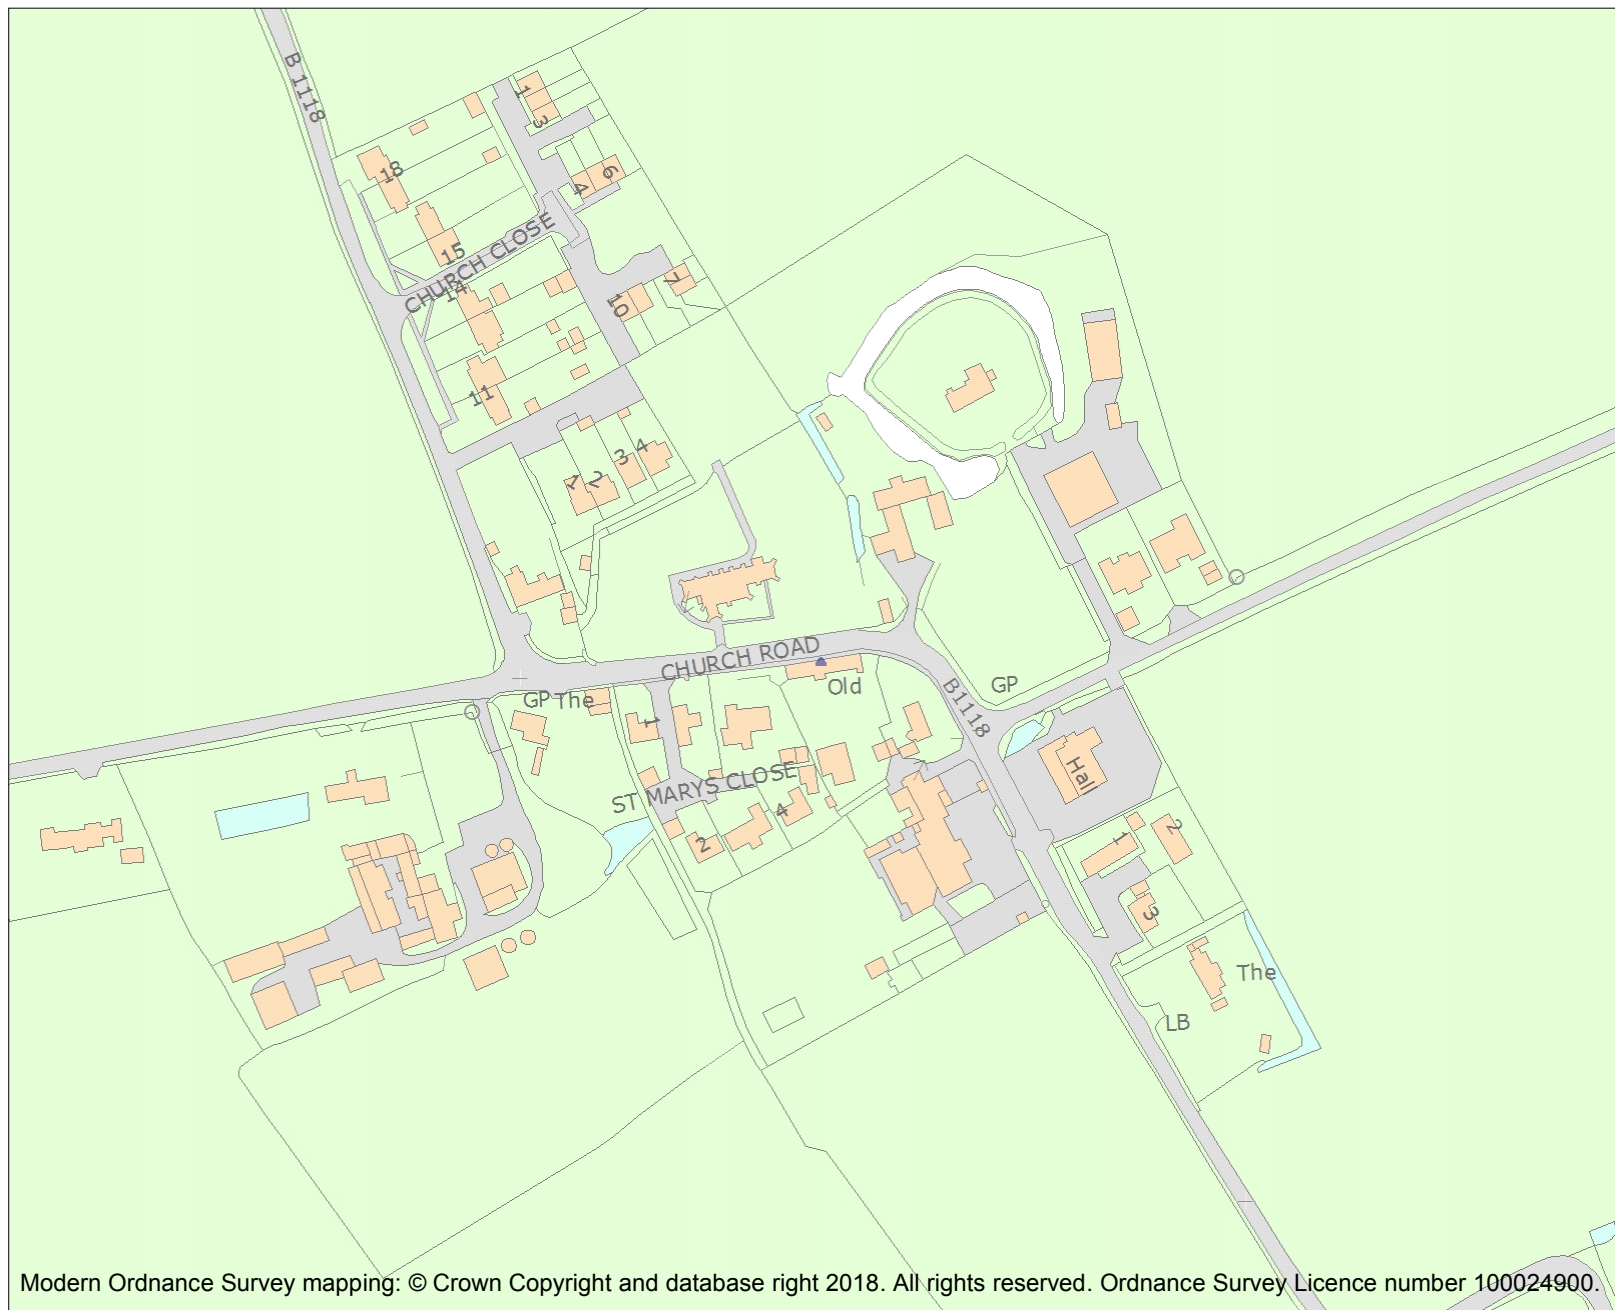 B 1118
1
3
18
6
4
15
CHURCH CLOSE
14
7
10
11
1
2
3
4
CHURCH ROAD
Old
GP
B1118
GP
The
1
Hall
ST MARYS CLOSE
4
2
1
2
3
The
LB
Modern Ordnance Survey mapping: © Crown Copyright and database right 2018. All rights reserved. Ordnance Survey Licence number 100024900.